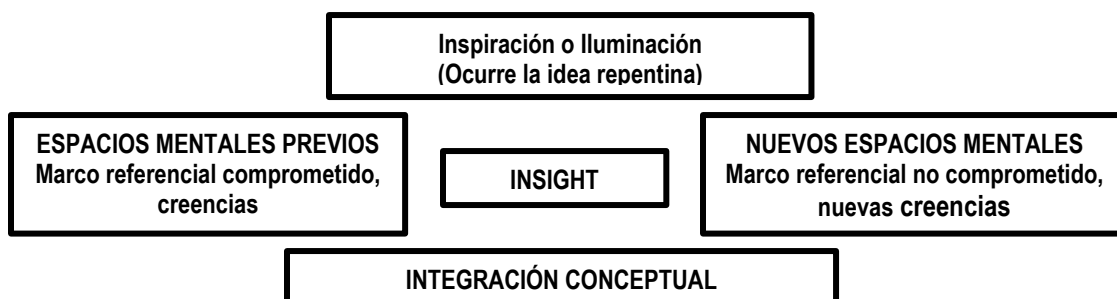 Inspiración o Iluminación
(Ocurre la idea repentina)
ESPACIOS MENTALES PREVIOS
Marco referencial comprometido,
creencias
INSIGHT
NUEVOS ESPACIOS MENTALES
Marco referencial no comprometido,
nuevas creencias
INTEGRACIÓN CONCEPTUAL